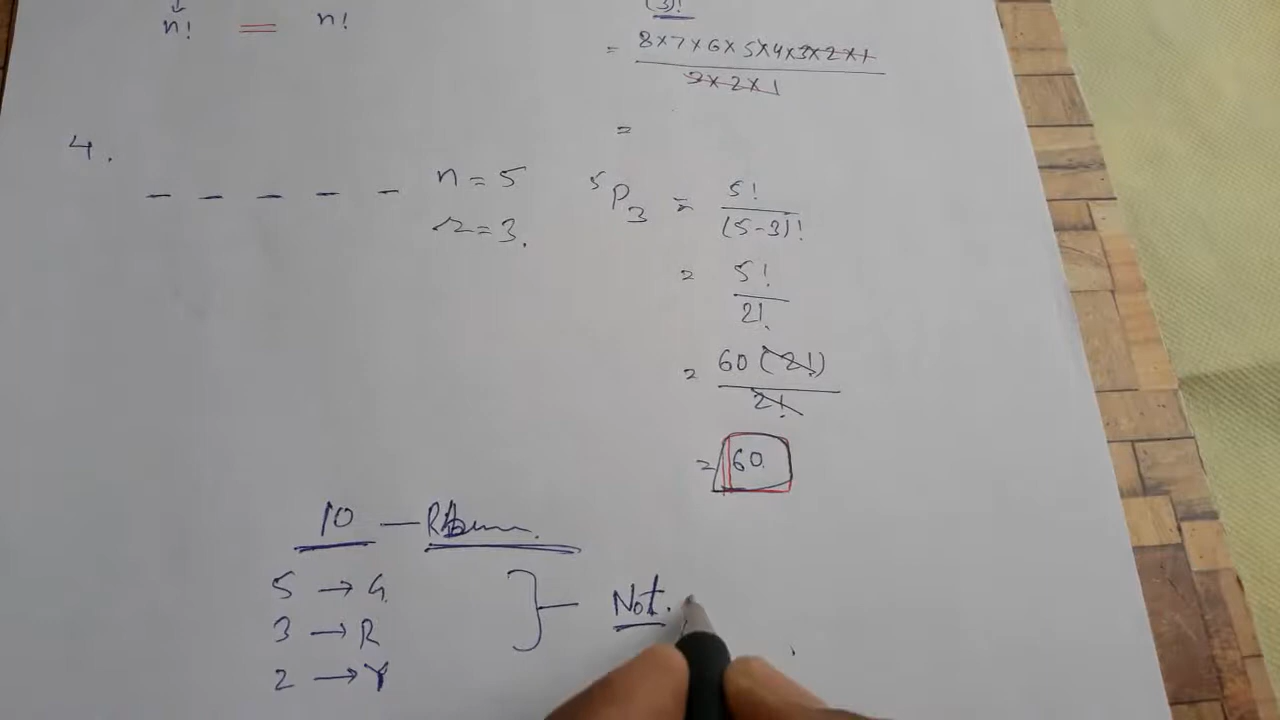 n! = n!
(3)!
= 8×7×6×5×4×3×2×1
3×2×1
=
4.
_ _ _ _ _ n = 5
r = 3.
⁵P₃ = 5!
(5-3)!
= 5!
2!
= 60 (2!)
2!
= 60
10 —
5 → G
3 → R
2 → Y
Not.